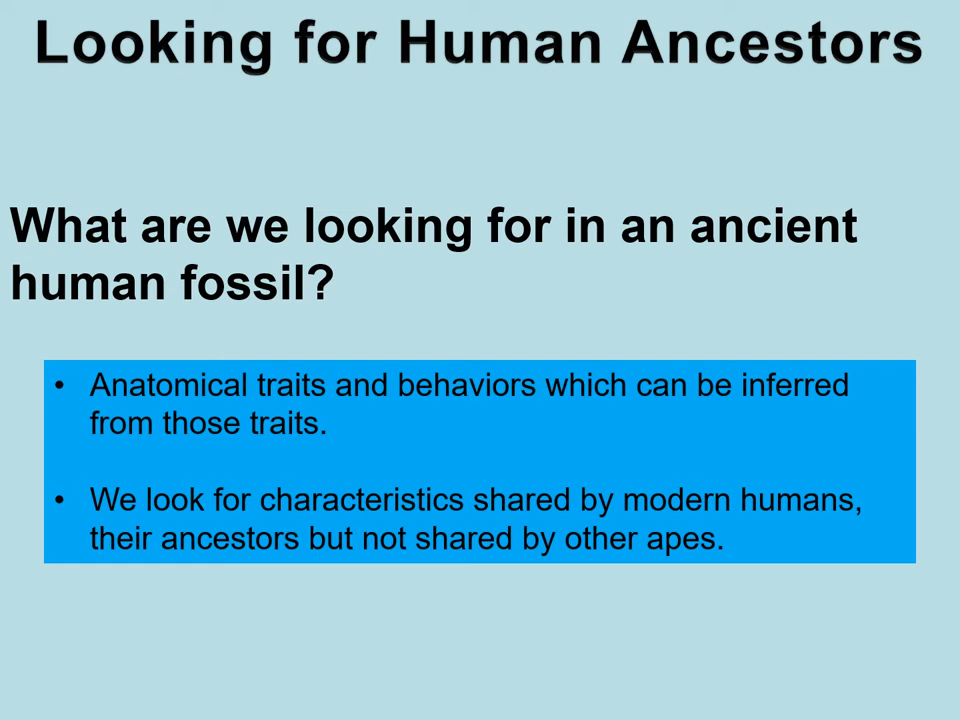 Looking for Human Ancestors
What are we looking for in an ancient
human fossil?
• Anatomical traits and behaviors which can be inferred
from those traits.
• We look for characteristics shared by modern humans,
their ancestors but not shared by other apes.